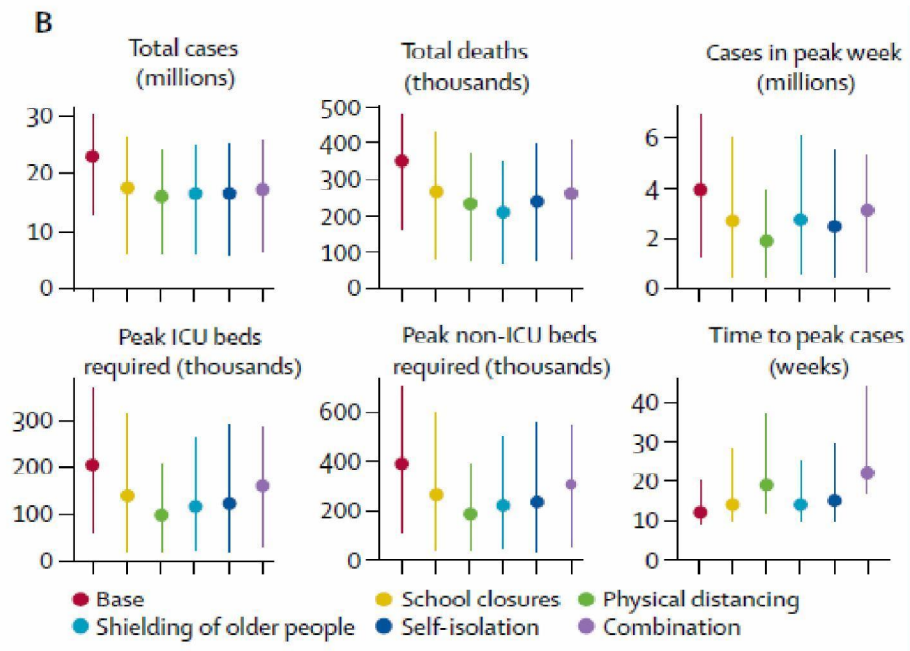 B
Total cases
(millions)
30
20
10
0
Total deaths
(thousands)
500
400
300
200
100
0
Cases in peak week
(millions)
6
4
2
0
Peak ICU beds
required (thousands)
300
200
100
0
Peak non-ICU beds
required (thousands)
600
400
200
0
Time to peak cases
(weeks)
40
30
20
10
0
Base
School closures
Physical distancing
Shielding of older people
Self-isolation
Combination